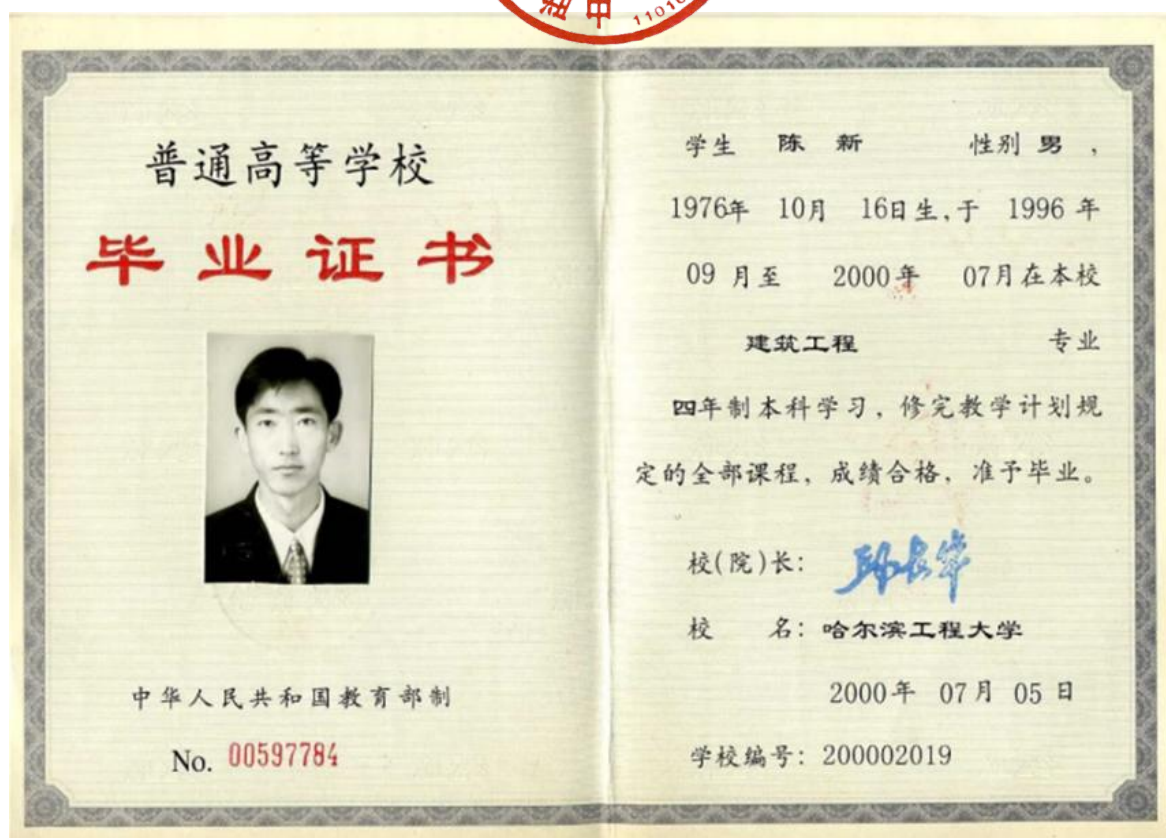 110108
普通高等学校
毕业证书
中华人民共和国教育部制
No. 00597784
学生 陈 新 性别 男 ,
1976年 10月 16日生,于 1996 年
09 月至 2000年 07月在本校
建筑工程 专业
四年制本科学习, 修完教学计划规
定的全部课程, 成绩合格, 准予毕业。
校(院)长:
校 名: 哈尔滨工程大学
2000年 07月 05日
学校编号: 200002019